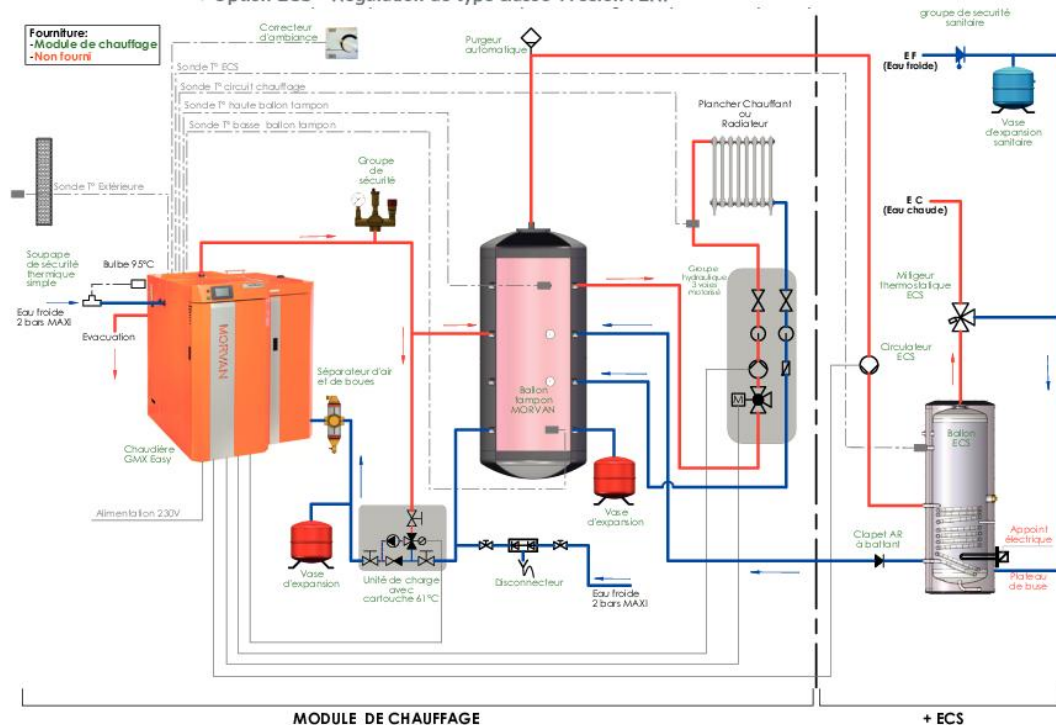 Fourniture:
-Module de chauffage
-Non fourni
Correcteur
d'ambiance
Purgeur
automatique
groupe de securité
sanitaire
E F
(Eau froide)
Vase
d'expansion
sanitaire
Sonde T° ECS
Sonde T° circuit chauffage
Sonde T° haute ballon tampon
Sonde T° basse ballon tampon
Plancher Chauffant
ou
Radiateur
Groupe
de
sécurité
Sonde T° Extérieure
E C
(Eau chaude)
Soupape
de sécurité
thermique
simple
Bulbe 95°C
Eau froide
2 bars MAXI
Evacuation
MORVAN
Groupe
hydraulique
3 voies
motorisé
Mitigeur
thermostatique
ECS
Circulateur
ECS
Séparateur d'air
et de boues
Ballon
tampon
MORVAN
M
Chaudière
GMX Easy
Ballon
ECS
Alimentation 230V
Vase
d'expansion
Vase
d'expansion
Unité de charge
avec
cartouche 61°C
Disconnecteur
Eau froide
2 bars MAXI
Clapet AR
à battant
Appoint
électrique
Plateau
de buse
MODULE DE CHAUFFAGE
+ ECS